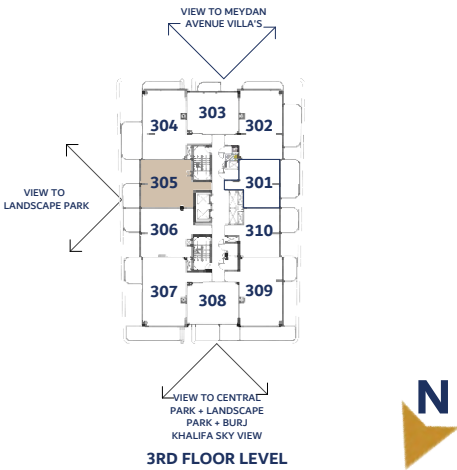 VIEW TO MEYDAN
AVENUE VILLA'S
303
304
302
305
301
VIEW TO
LANDSCAPE PARK
306
310
307
309
308
VIEW TO CENTRAL
PARK + LANDSCAPE
PARK + BURJ
KHALIFA SKY VIEW
3RD FLOOR LEVEL
N